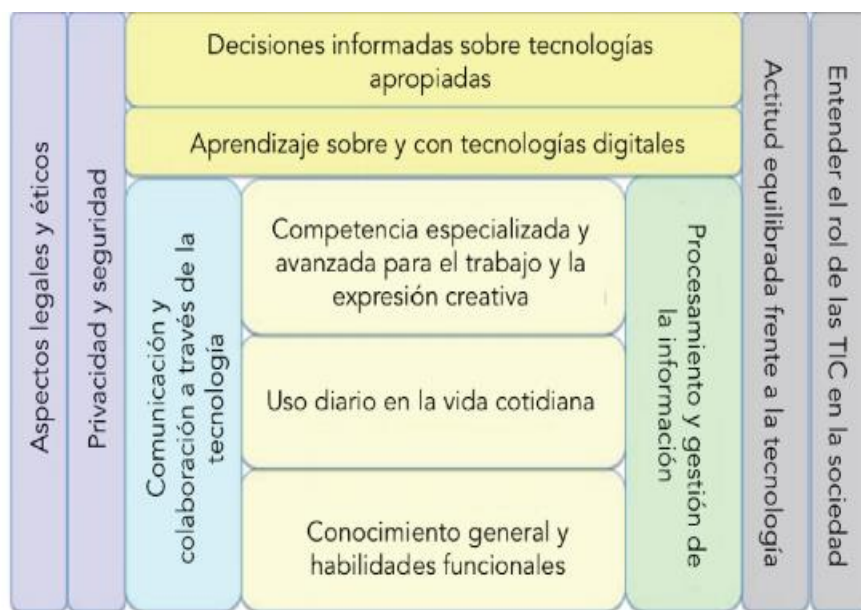 Aspectos legales y éticos
Privacidad y seguridad
Decisiones informadas sobre tecnologías
apropiadas
Aprendizaje sobre y con tecnologías digitales
Comunicación y
colaboración a través de la
tecnología
Competencia especializada y
avanzada para el trabajo y la
expresión creativa
Uso diario en la vida cotidiana
Conocimiento general y
habilidades funcionales
Procesamiento y gestión de
la información
Actitud equilibrada frente a la tecnología
Entender el rol de las TIC en la sociedad